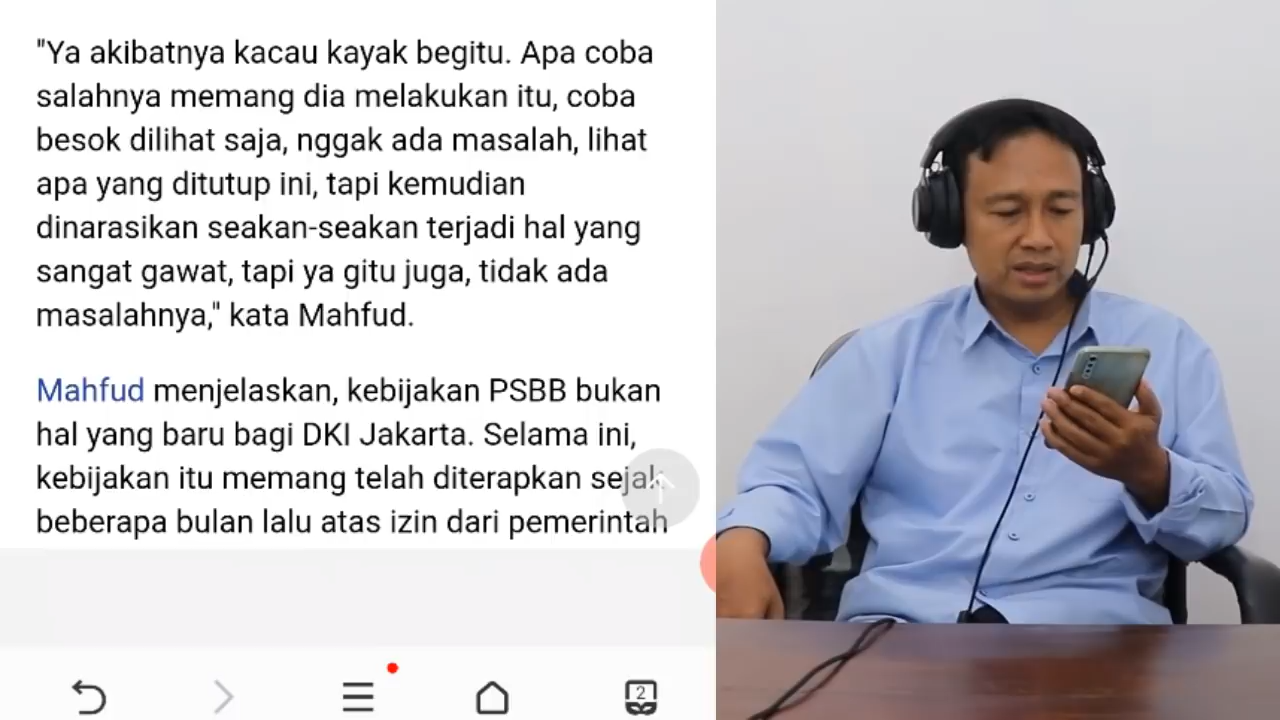 "Ya akibatnya kacau kayak begitu. Apa coba
salahnya memang dia melakukan itu, coba
besok dilihat saja, nggak ada masalah, lihat
apa yang ditutup ini, tapi kemudian
dinarasikan seakan-seakan terjadi hal yang
sangat gawat, tapi ya gitu juga, tidak ada
masalahnya," kata Mahfud.
Mahfud menjelaskan, kebijakan PSBB bukan
hal yang baru bagi DKI Jakarta. Selama ini,
kebijakan itu memang telah diterapkan sejak
beberapa bulan lalu atas izin dari pemerintah
2